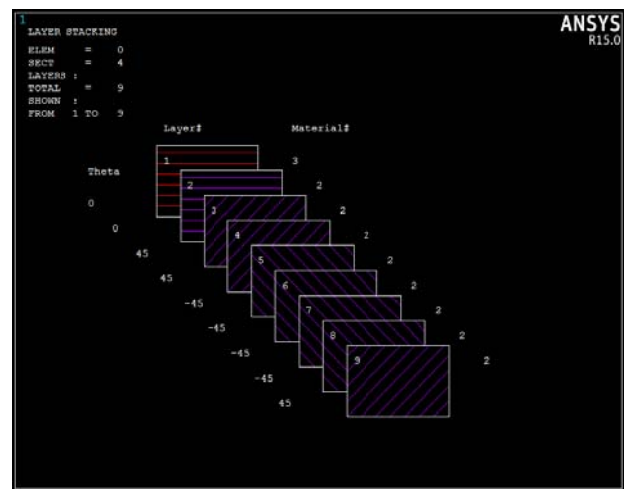 1
ANSYS
R15.0
LAYER STACKING
ELEM = 0
SECT = 4
LAYERS :
TOTAL = 9
SHOWN :
FROM 1 TO 9
Layer# Material#
Theta
1 3
0 2 2
0 3 2
45 4 2
45 5 2
-45 6 2
-45 7 2
-45 8 2
-45 9 2
45